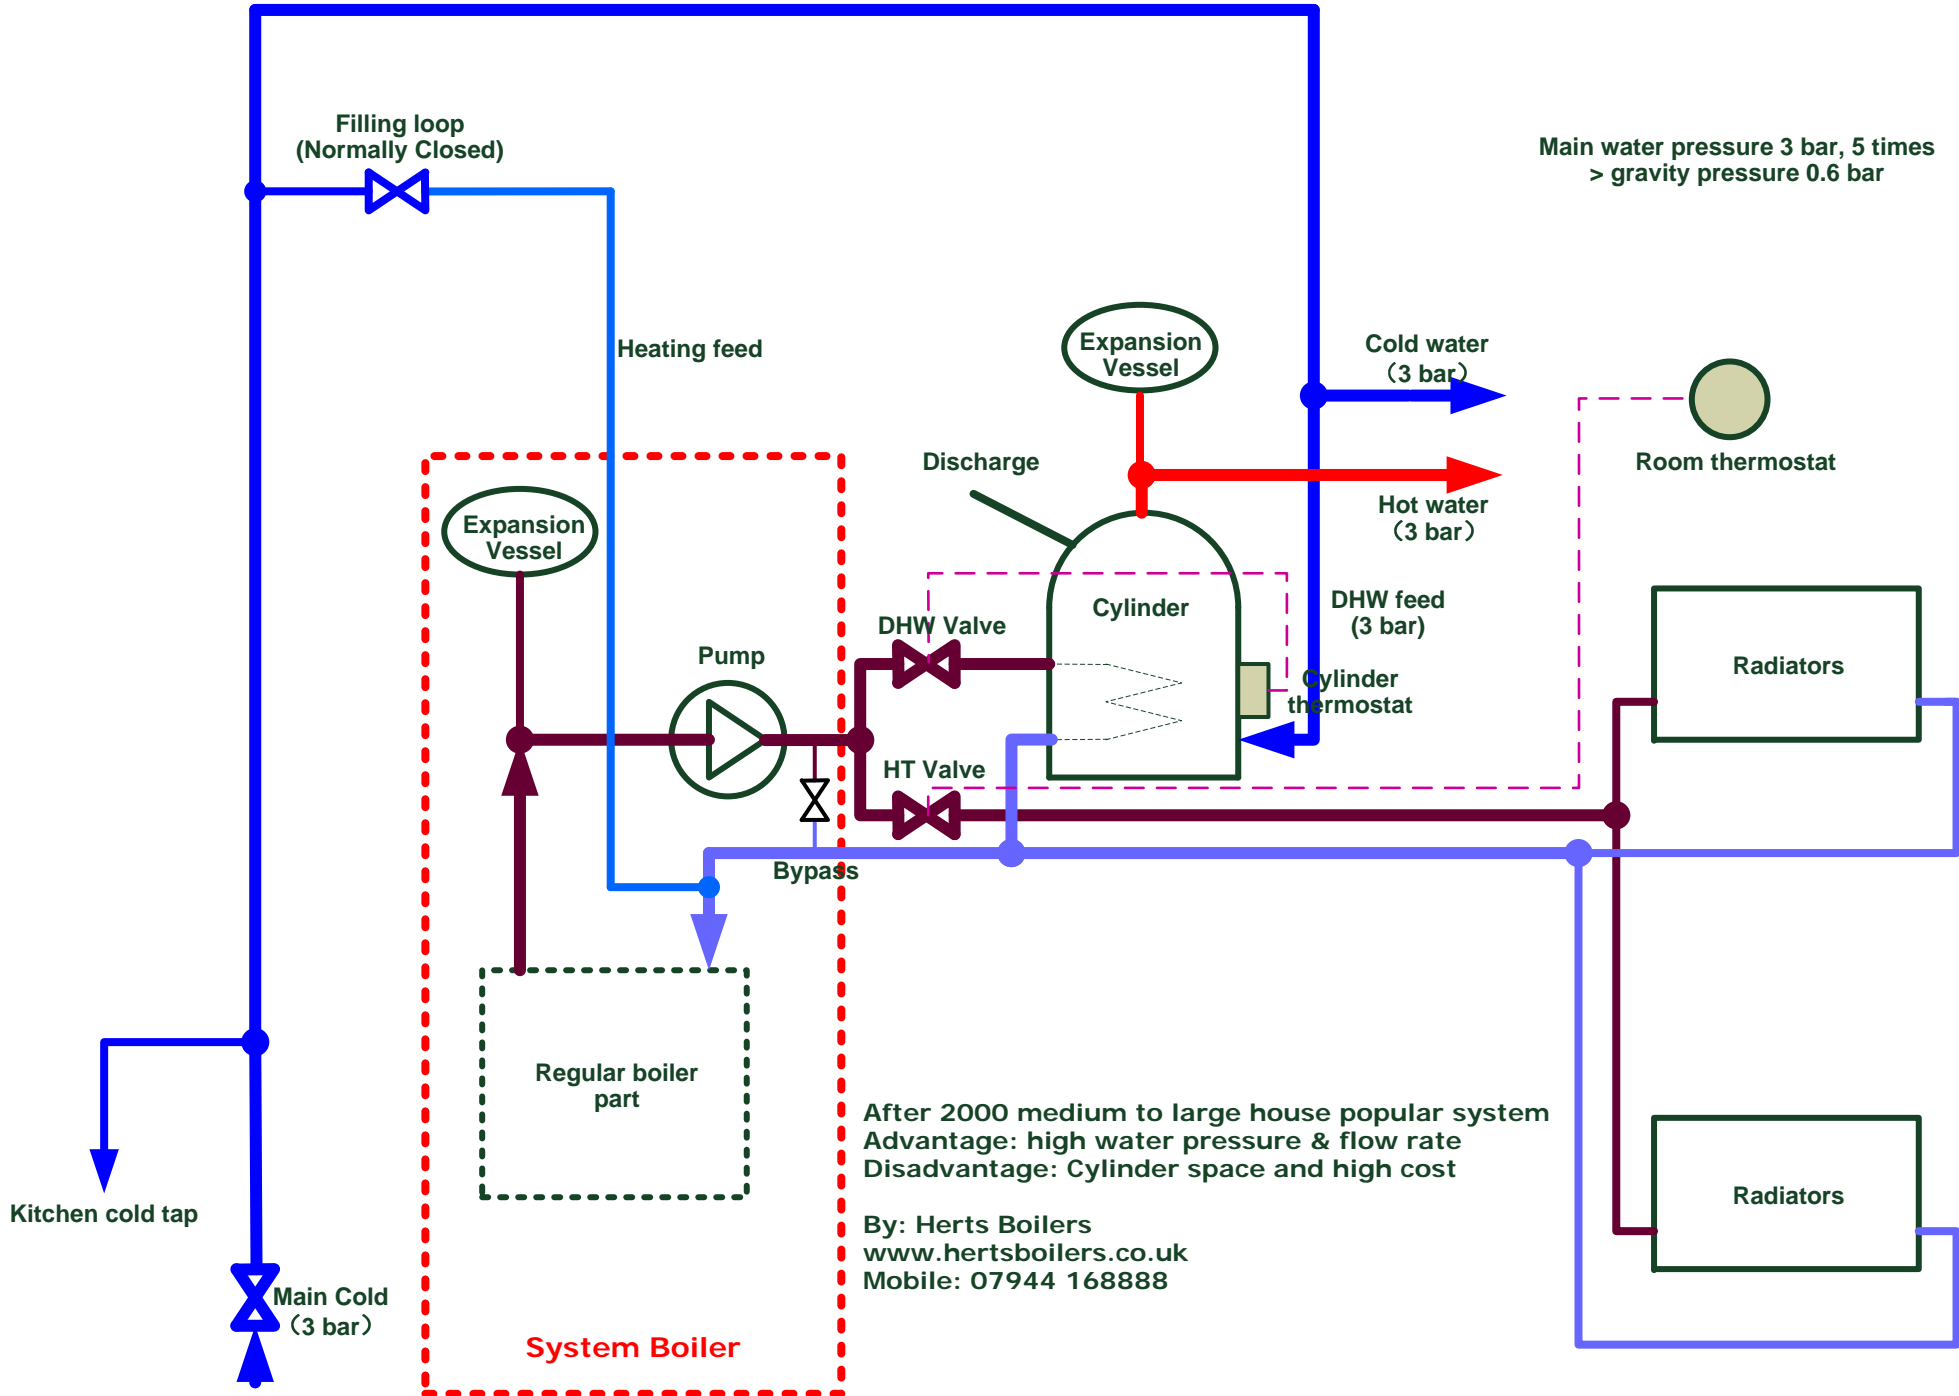 Filling loop
(Normally Closed)
Main water pressure 3 bar, 5 times
> gravity pressure 0.6 bar
Heating feed
Expansion
Vessel
Cold water
(3 bar)
Room thermostat
Discharge
Hot water
(3 bar)
Expansion
Vessel
Cylinder
DHW feed
(3 bar)
DHW Valve
Pump
Radiators
Cylinder
thermostat
HT Valve
Bypass
Regular boiler
part
After 2000 medium to large house popular system
Advantage: high water pressure & flow rate
Disadvantage: Cylinder space and high cost
Radiators
Kitchen cold tap
By: Herts Boilers
www.hertsboilers.co.uk
Mobile: 07944 168888
Main Cold
(3 bar)
System Boiler